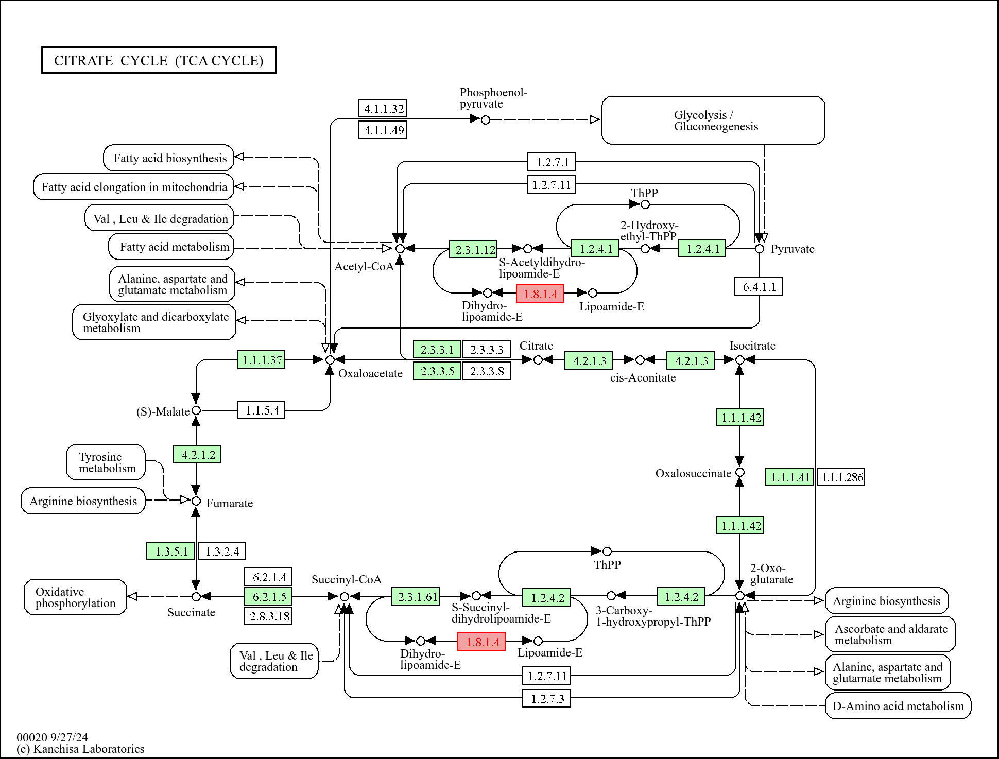 CITRATE CYCLE (TCA CYCLE)
Phosphoenol-
pyruvate
4.1.1.32
4.1.1.49
Glycolysis /
Gluconeogenesis
Fatty acid biosynthesis
Fatty acid elongation in mitochondria
Val , Leu & Ile degradation
Fatty acid metabolism
Alanine, aspartate and
glutamate metabolism
Glyoxylate and dicarboxylate
metabolism
1.2.7.1
1.2.7.11
ThPP
2-Hydroxy-
ethyl-ThPP
2.3.1.12
1.2.4.1
1.2.4.1
Pyruvate
Acetyl-CoA
S-Acetyldihydro-
lipoamide-E
6.4.1.1
1.8.1.4
Dihydro-
lipoamide-E
Lipoamide-E
2.3.3.1
2.3.3.3
Citrate
Isocitrate
1.1.1.37
4.2.1.3
4.2.1.3
Oxaloacetate
2.3.3.5
2.3.3.8
cis-Aconitate
(S)-Malate
1.1.5.4
1.1.1.42
4.2.1.2
Tyrosine
metabolism
Oxalosuccinate
1.1.1.41
1.1.1.286
Arginine biosynthesis
Fumarate
1.1.1.42
1.3.5.1
1.3.2.4
ThPP
6.2.1.4
Succinyl-CoA
2-Oxo-
glutarate
Oxidative
phosphorylation
6.2.1.5
2.3.1.61
1.2.4.2
1.2.4.2
Arginine biosynthesis
Succinate
2.8.3.18
S-Succinyl-
dihydrolipoamide-E
3-Carboxy-
1-hydroxypropyl-ThPP
Ascorbate and aldarate
metabolism
1.8.1.4
Val , Leu & Ile
degradation
Dihydro-
lipoamide-E
Lipoamide-E
1.2.7.11
Alanine, aspartate and
glutamate metabolism
1.2.7.3
D-Amino acid metabolism
00020 9/27/24
(c) Kanehisa Laboratories